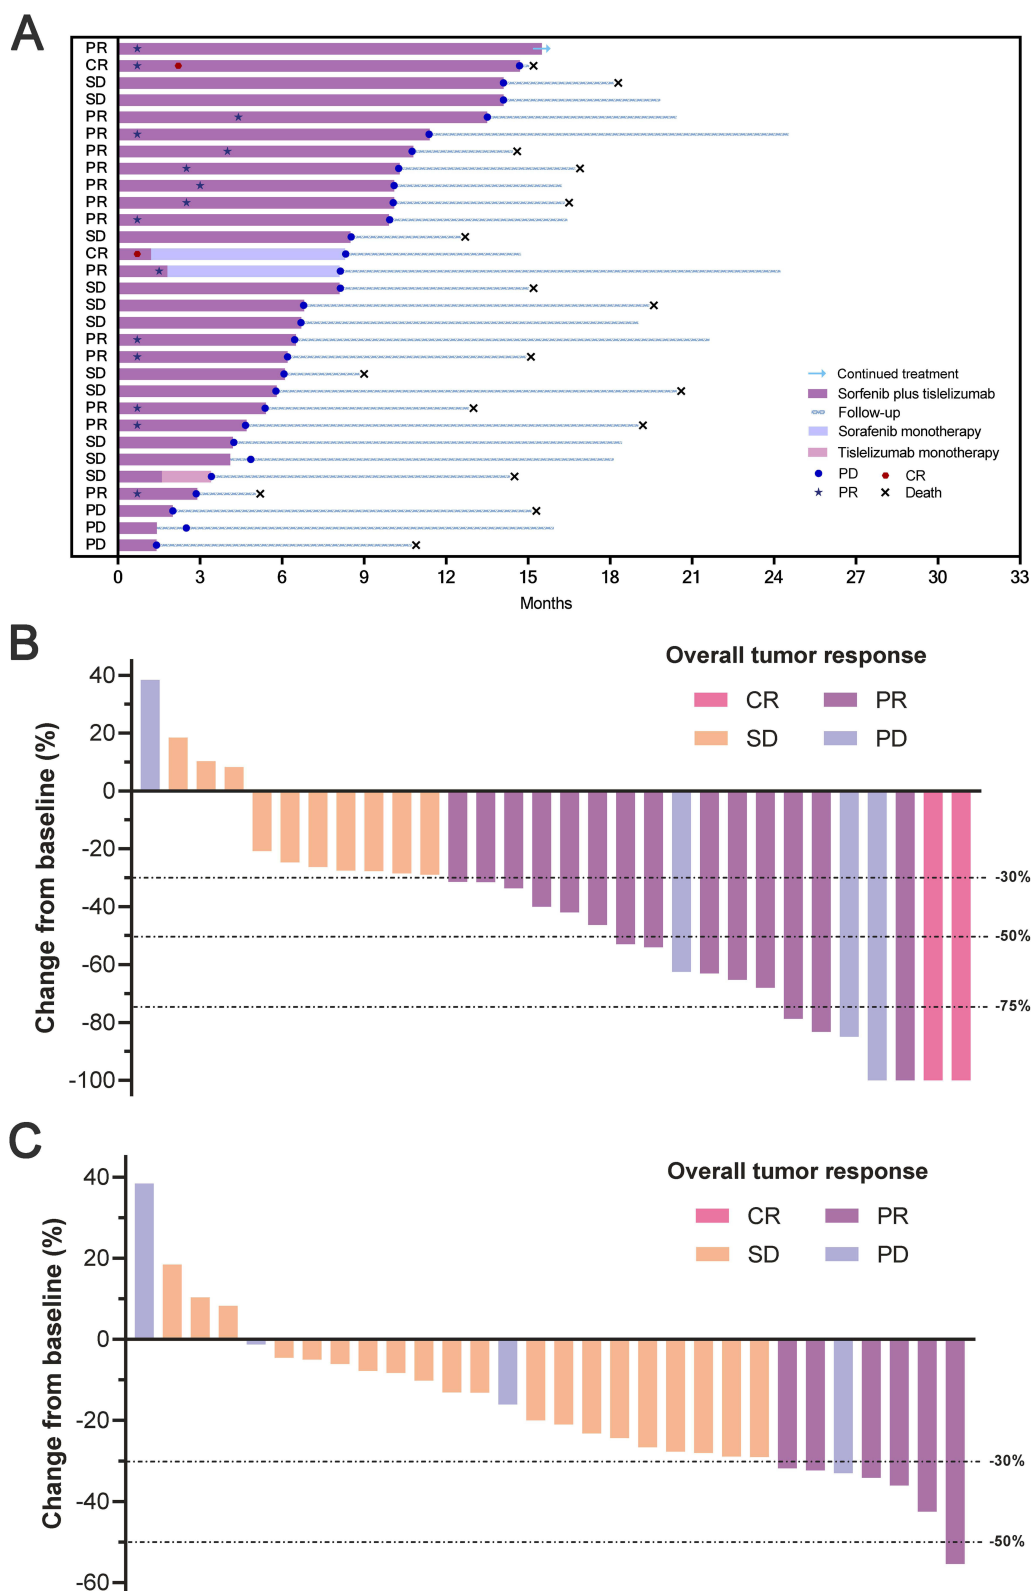 A
PR
CR
SD
SD
PR
PR
PR
PR
PR
PR
PR
SD
CR
PR
SD
SD
SD
PR
PR
SD
SD
PR
PR
SD
SD
SD
PR
PD
PD
PD
Continued treatment
Sorfenib plus tislelizumab
Follow-up
Sorafenib monotherapy
Tislelizumab monotherapy
PD CR
PR Death
0 3 6 9 12 15 18 21 24 27 30 33
Months
B
Overall tumor response
CR PR
SD PD
Change from baseline (%)
40
20
0
-20
-40
-60
-80
-100
-30%
-50%
-75%
C
Overall tumor response
CR PR
SD PD
Change from baseline (%)
40
20
0
-20
-40
-60
-30%
-50%